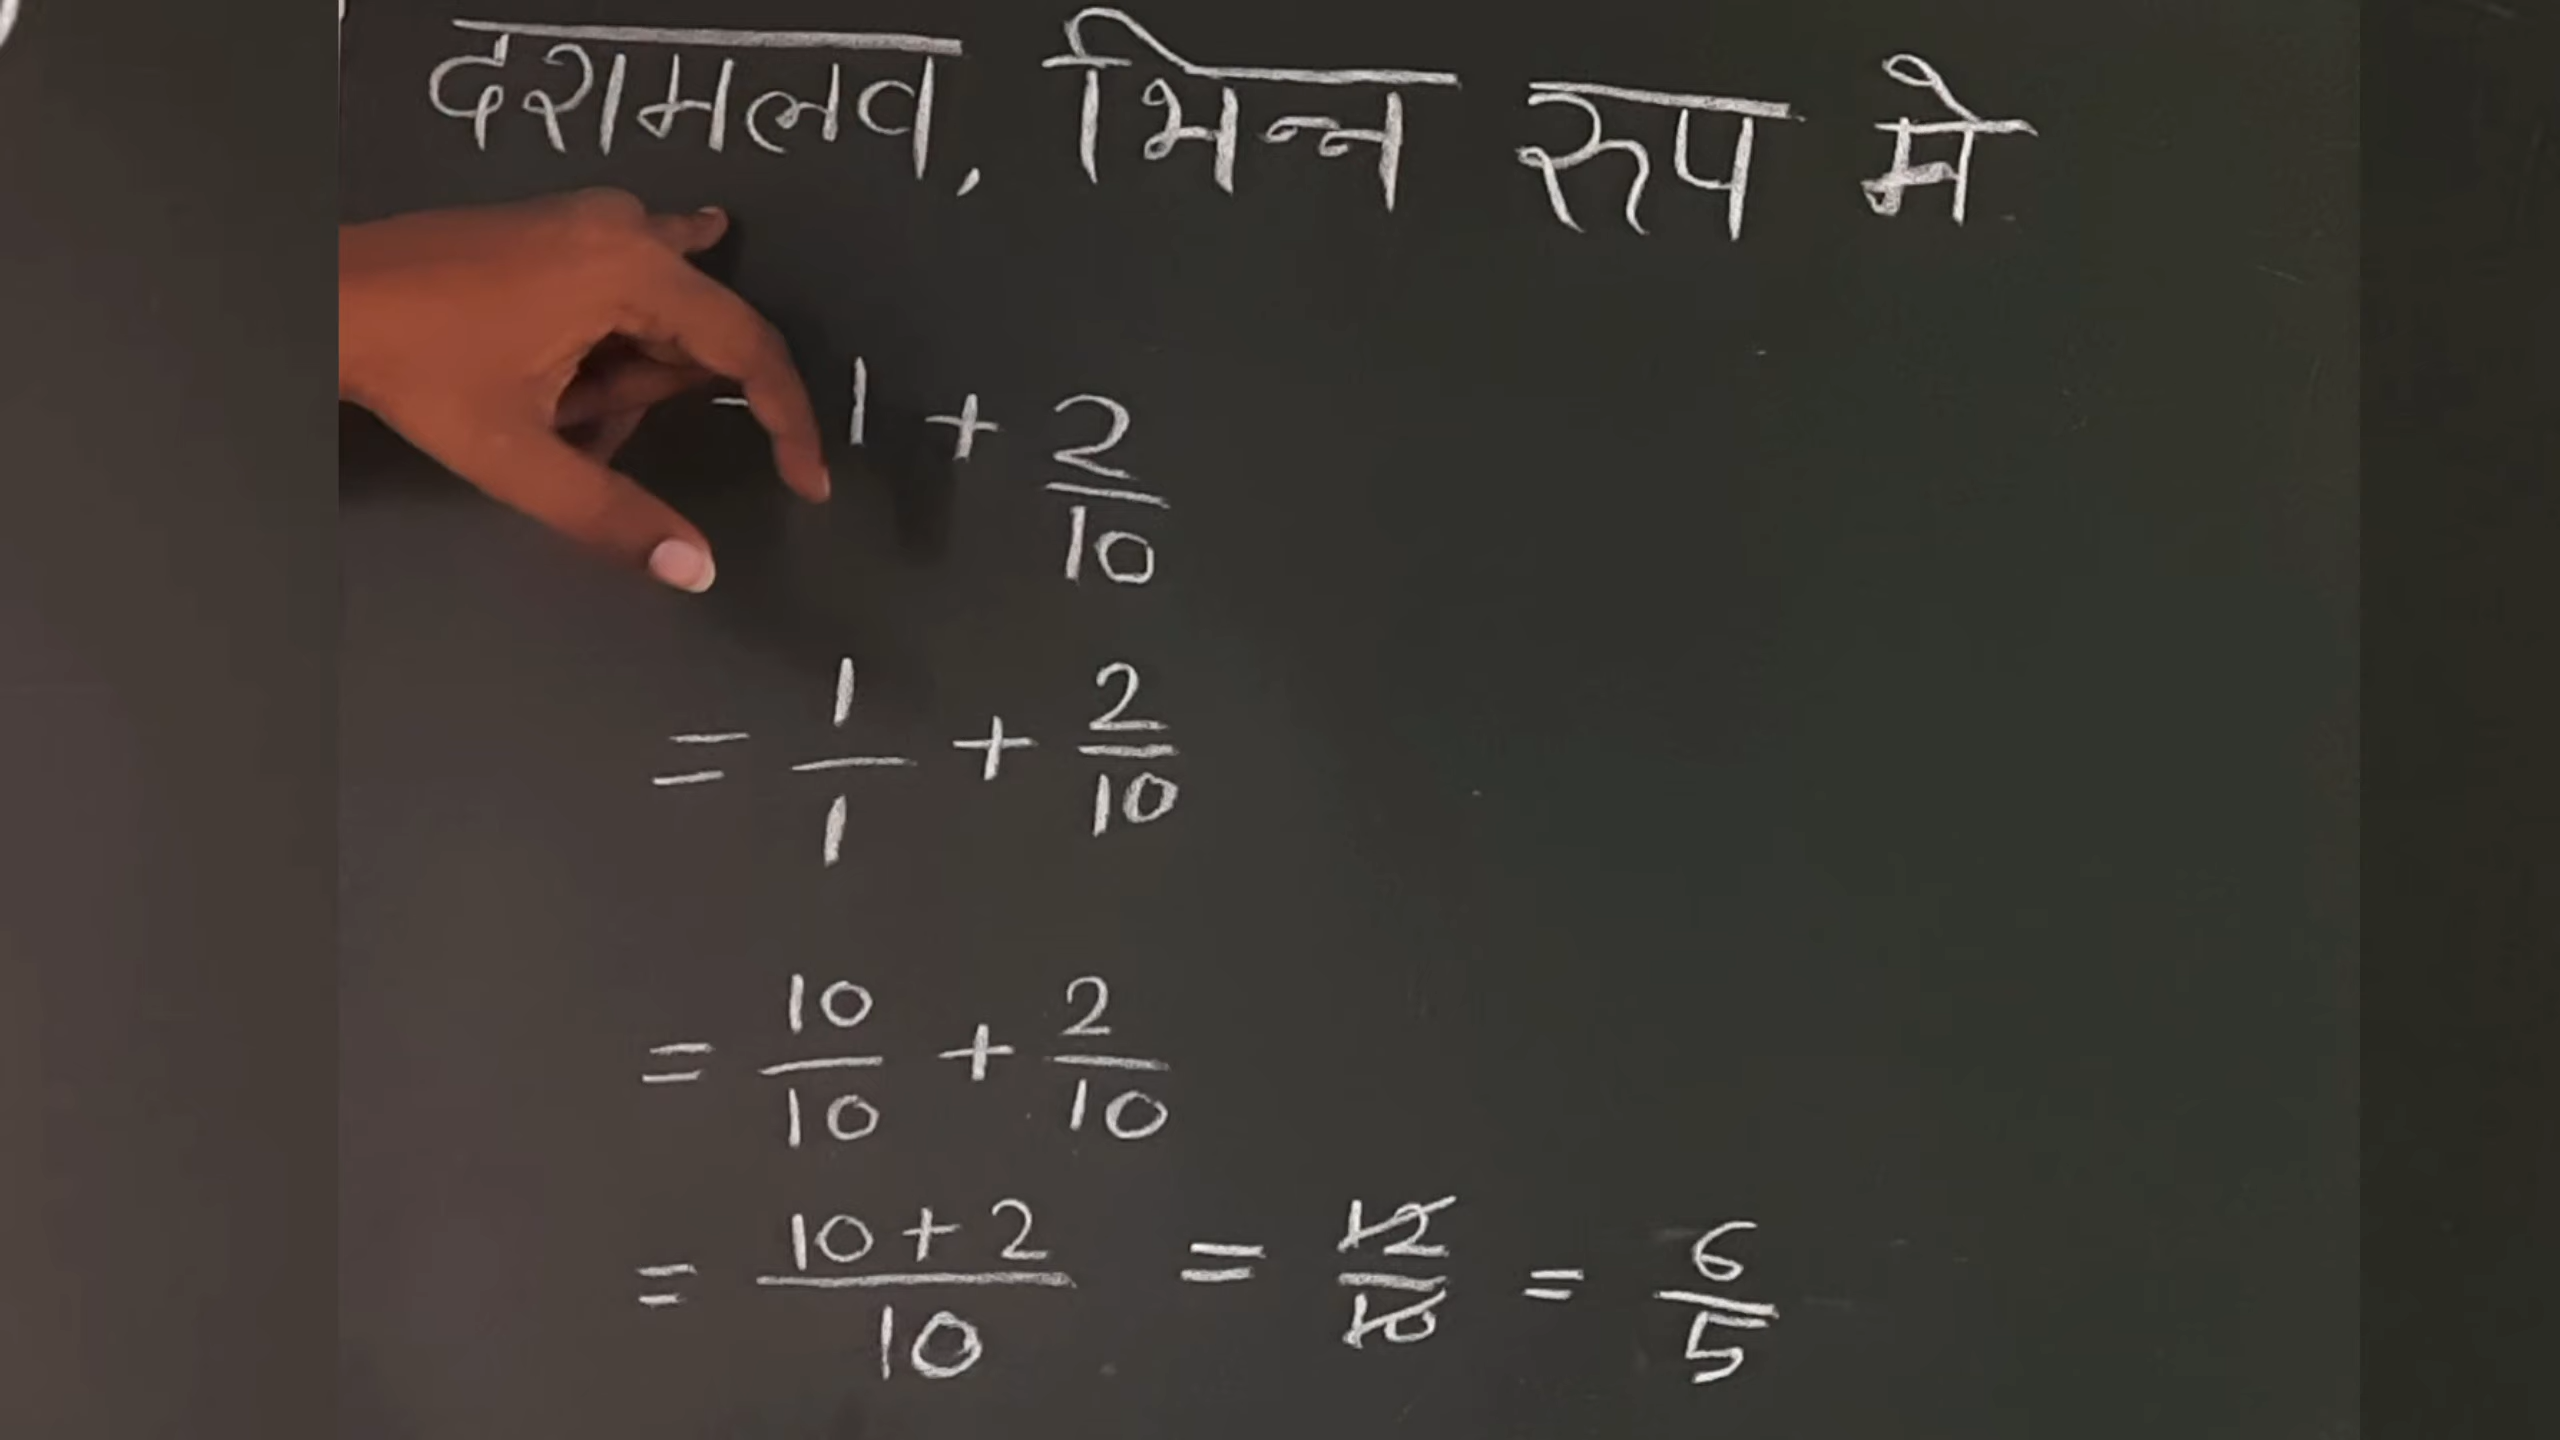 दशमलव, भिन्न रूप मे
1 + 2/10
= 1/1 + 2/10
= 10/10 + 2/10
= 10 + 2/10 = 12/10 = 6/5